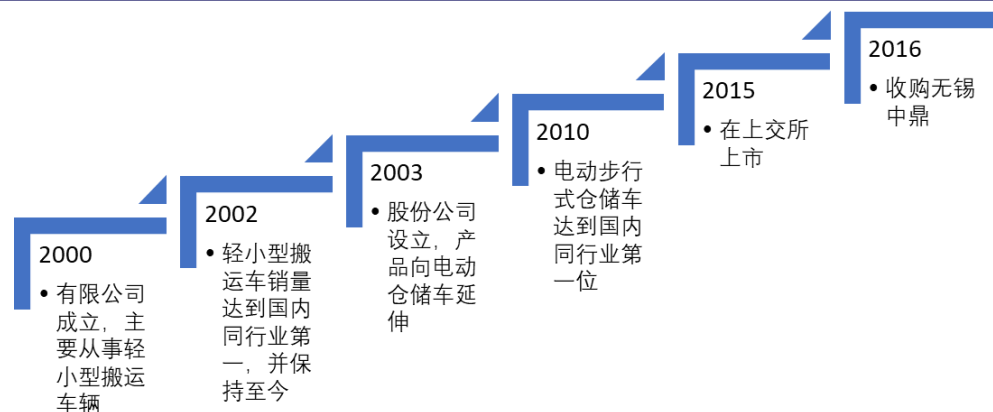 2000
• 有限公司
成立，主
要从事轻
小型搬运
车辆
2002
• 轻小型搬
运车销量
达到国内
同行业第
一，并保
持至今
2003
• 股份公司
设立，产
品向电动
仓储车延
伸
2010
• 电动步行
式仓储车
达到国内
同行业第
一位
2015
• 在上交所
上市
2016
• 收购无锡
中鼎